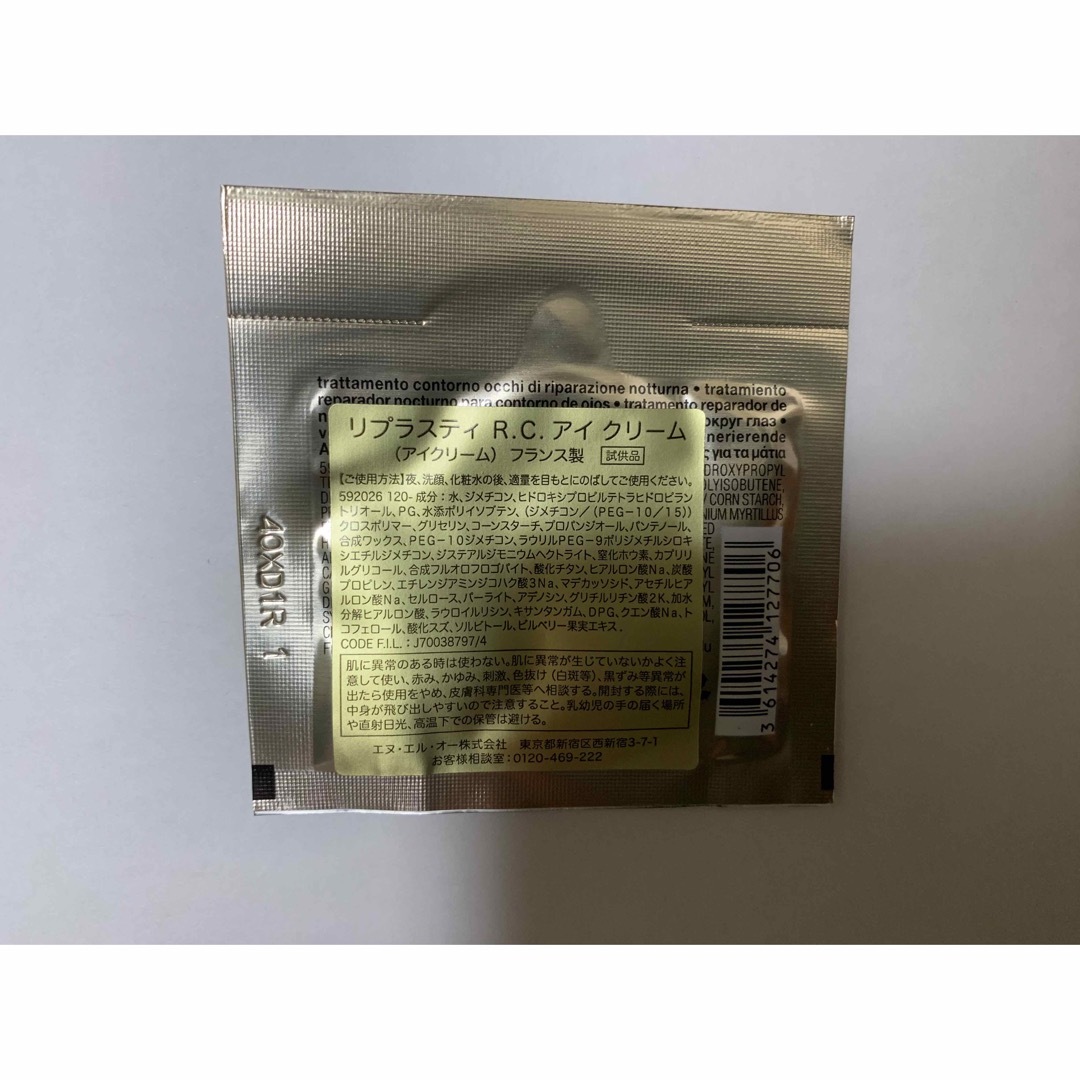 trattamento contorno occhi di riparazione notturna • tratamiento
reparador nocturno para contorno de ojos • tratamento reparador de
округ глаз •
enerierende
ς για τα μάτια
DROXYPROPYL
OLYISOBUTENE,
CORN STARCH,
NIUM MYRTILLUS
リプラスティ R.C. アイ クリーム
(アイクリーム) フランス製 試供品
【ご使用方法】夜、洗顔、化粧水の後、適量を目もとにのばしてご使用ください。
592026 120- 成分：水、ジメチコン、ヒドロキシプロピルテトラヒドロピラン
トリオール、PG、水添ポリイソブテン、(ジメチコン／(PEG-10／15))
クロスポリマー、グリセリン、コーンスターチ、プロパンジオール、パンテノール、
合成ワックス、PEG-10ジメチコン、ラウリルPEG-9ポリジメチルシロキ
シエチルジメチコン、ジステアルジモニウムヘクトライト、窒化ホウ素、カプリリ
ルグリコール、合成フルオロフロゴパイト、酸化チタン、ヒアルロン酸Na、炭酸
プロピレン、エチレンジアミンジコハク酸3Na、マデカッソシド、アセチルヒア
ルロン酸Na、セルロース、パーライト、アデノシン、グリチルリチン酸2K、加水
分解ヒアルロン酸、ラウロイルリシン、キサンタンガム、DPG、クエン酸Na、ト
コフェロール、酸化スズ、ソルビトール、ビルベリー果実エキス.
CODE F.I.L.：J70038797/4
肌に異常のある時は使わない。肌に異常が生じていないかよく注
意して使い、赤み、かゆみ、刺激、色抜け(白斑等)、黒ずみ等異常が
出たら使用をやめ、皮膚科専門医等へ相談する。開封する際には、
中身が飛び出しやすいので注意すること。乳幼児の手の届く場所
や直射日光、高温下での保管は避ける。
エヌ・エル・オー株式会社 東京都新宿区西新宿3-7-1
お客様相談室：0120-469-222
40XD1R 1
3 614274 127706